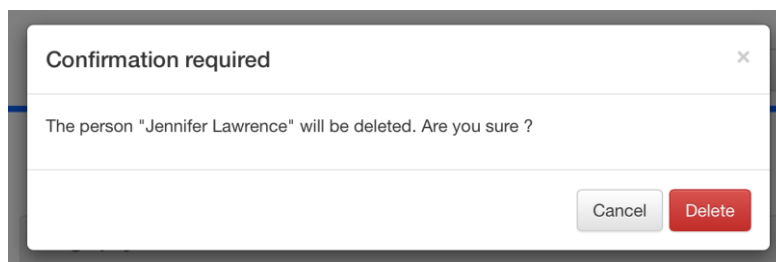 Confirmation required
×
The person "Jennifer Lawrence" will be deleted. Are you sure ?
Cancel
Delete